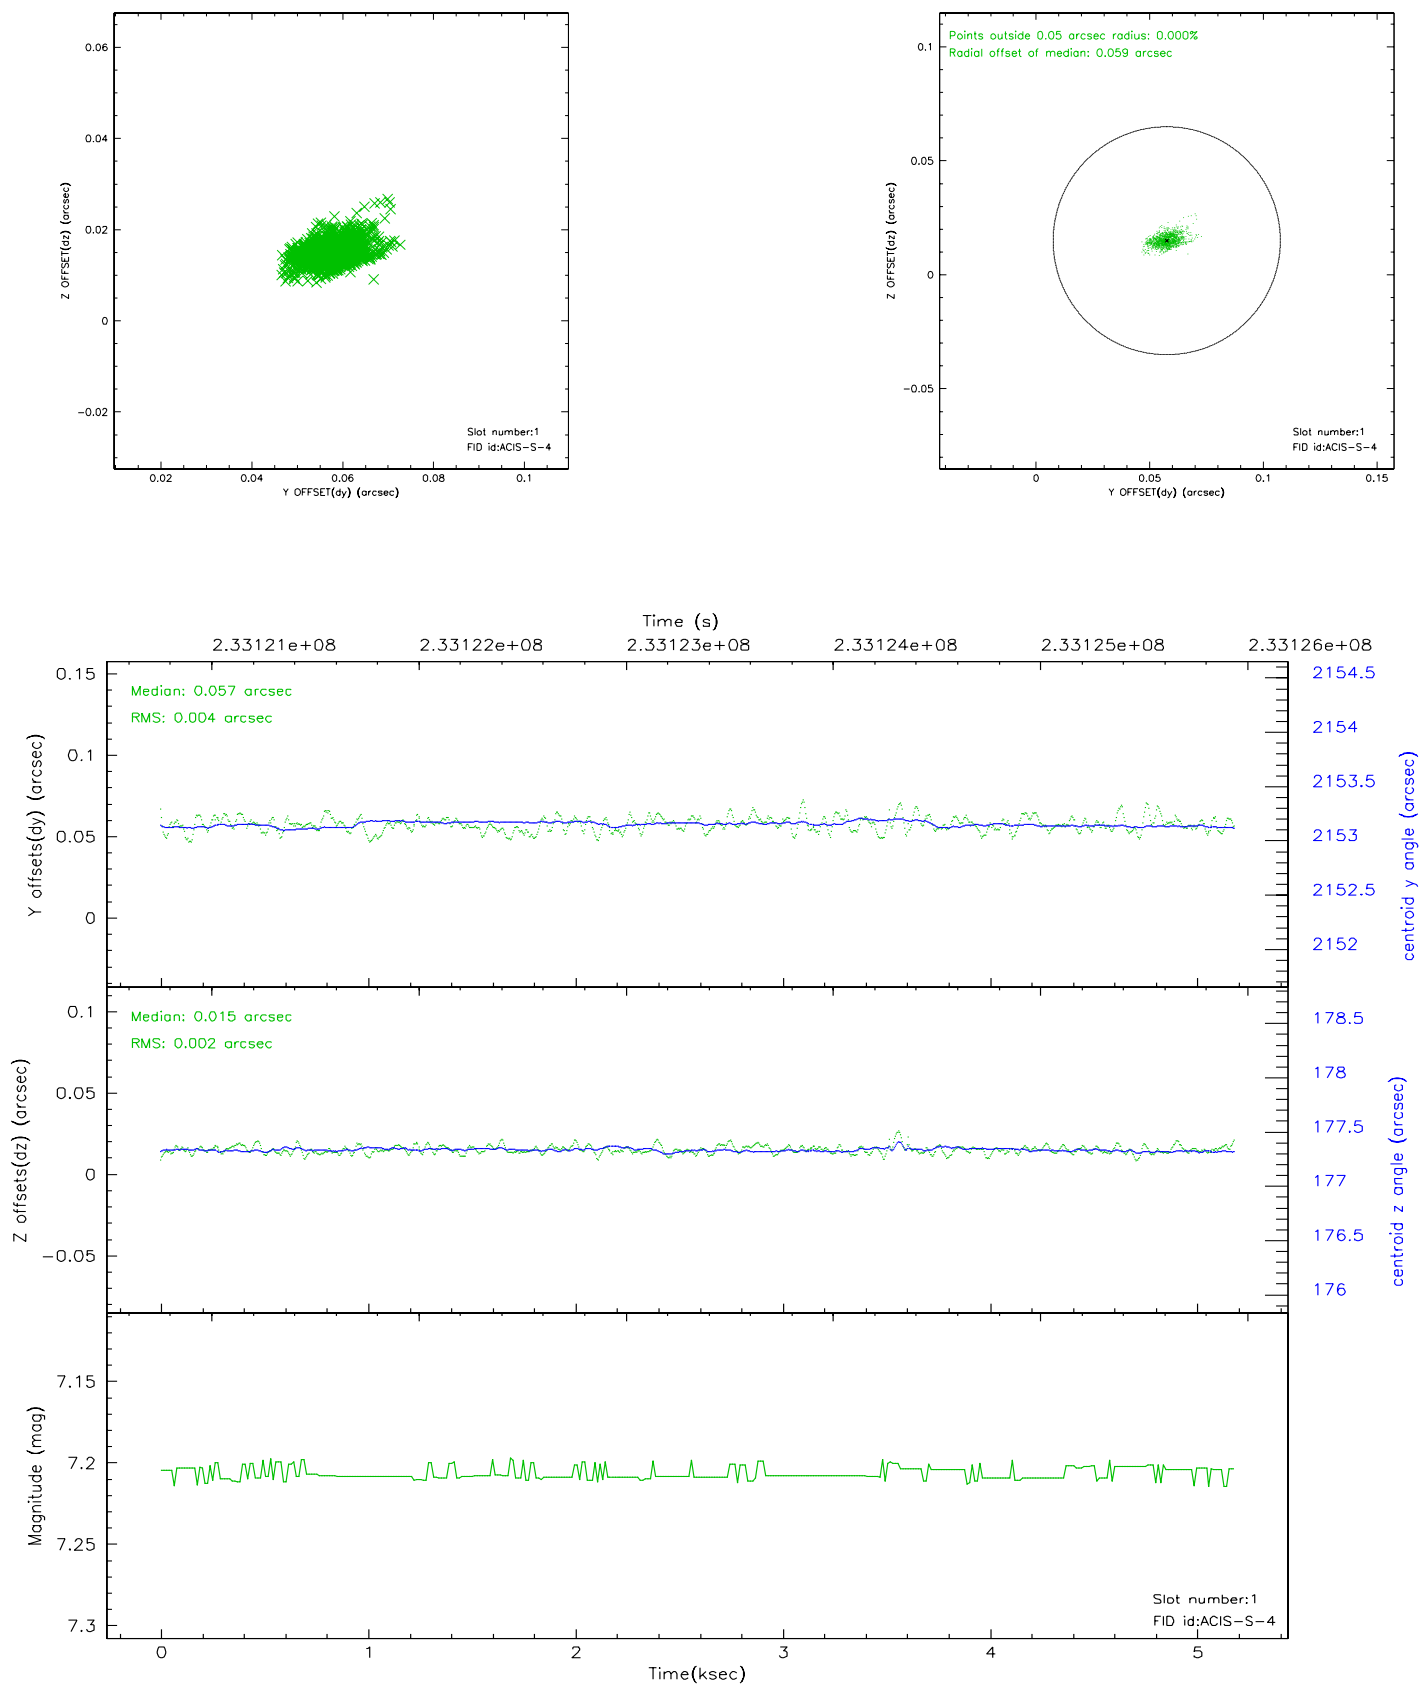 0.06
0.04
0.02
0
−0.02
Z OFFSET(dz) (arcsec)
Slot number:1
FID id:ACIS−S−4
0.02 0.04 0.06 0.08 0.1
Y OFFSET(dy) (arcsec)
Points outside 0.05 arcsec radius: 0.000%
Radial offset of median: 0.059 arcsec
0.1
0.05
0
−0.05
Z OFFSET(dz) (arcsec)
Slot number:1
FID id:ACIS−S−4
0 0.05 0.1 0.15
Y OFFSET(dy) (arcsec)
Time (s)
2.33121e+08 2.33122e+08 2.33123e+08 2.33124e+08 2.33125e+08 2.33126e+08
Median: 0.057 arcsec
RMS: 0.004 arcsec
0.15
0.1
0.05
0
Y offsets(dy) (arcsec)
2154.5
2154
2153.5
2153
2152.5
2152
centroid y angle (arcsec)
Median: 0.015 arcsec
RMS: 0.002 arcsec
0.1
0.05
0
−0.05
Z offsets(dz) (arcsec)
178.5
178
177.5
177
176.5
176
centroid z angle (arcsec)
7.15
7.2
7.25
7.3
Magnitude (mag)
Slot number:1
FID id:ACIS−S−4
0 1 2 3 4 5
Time(ksec)